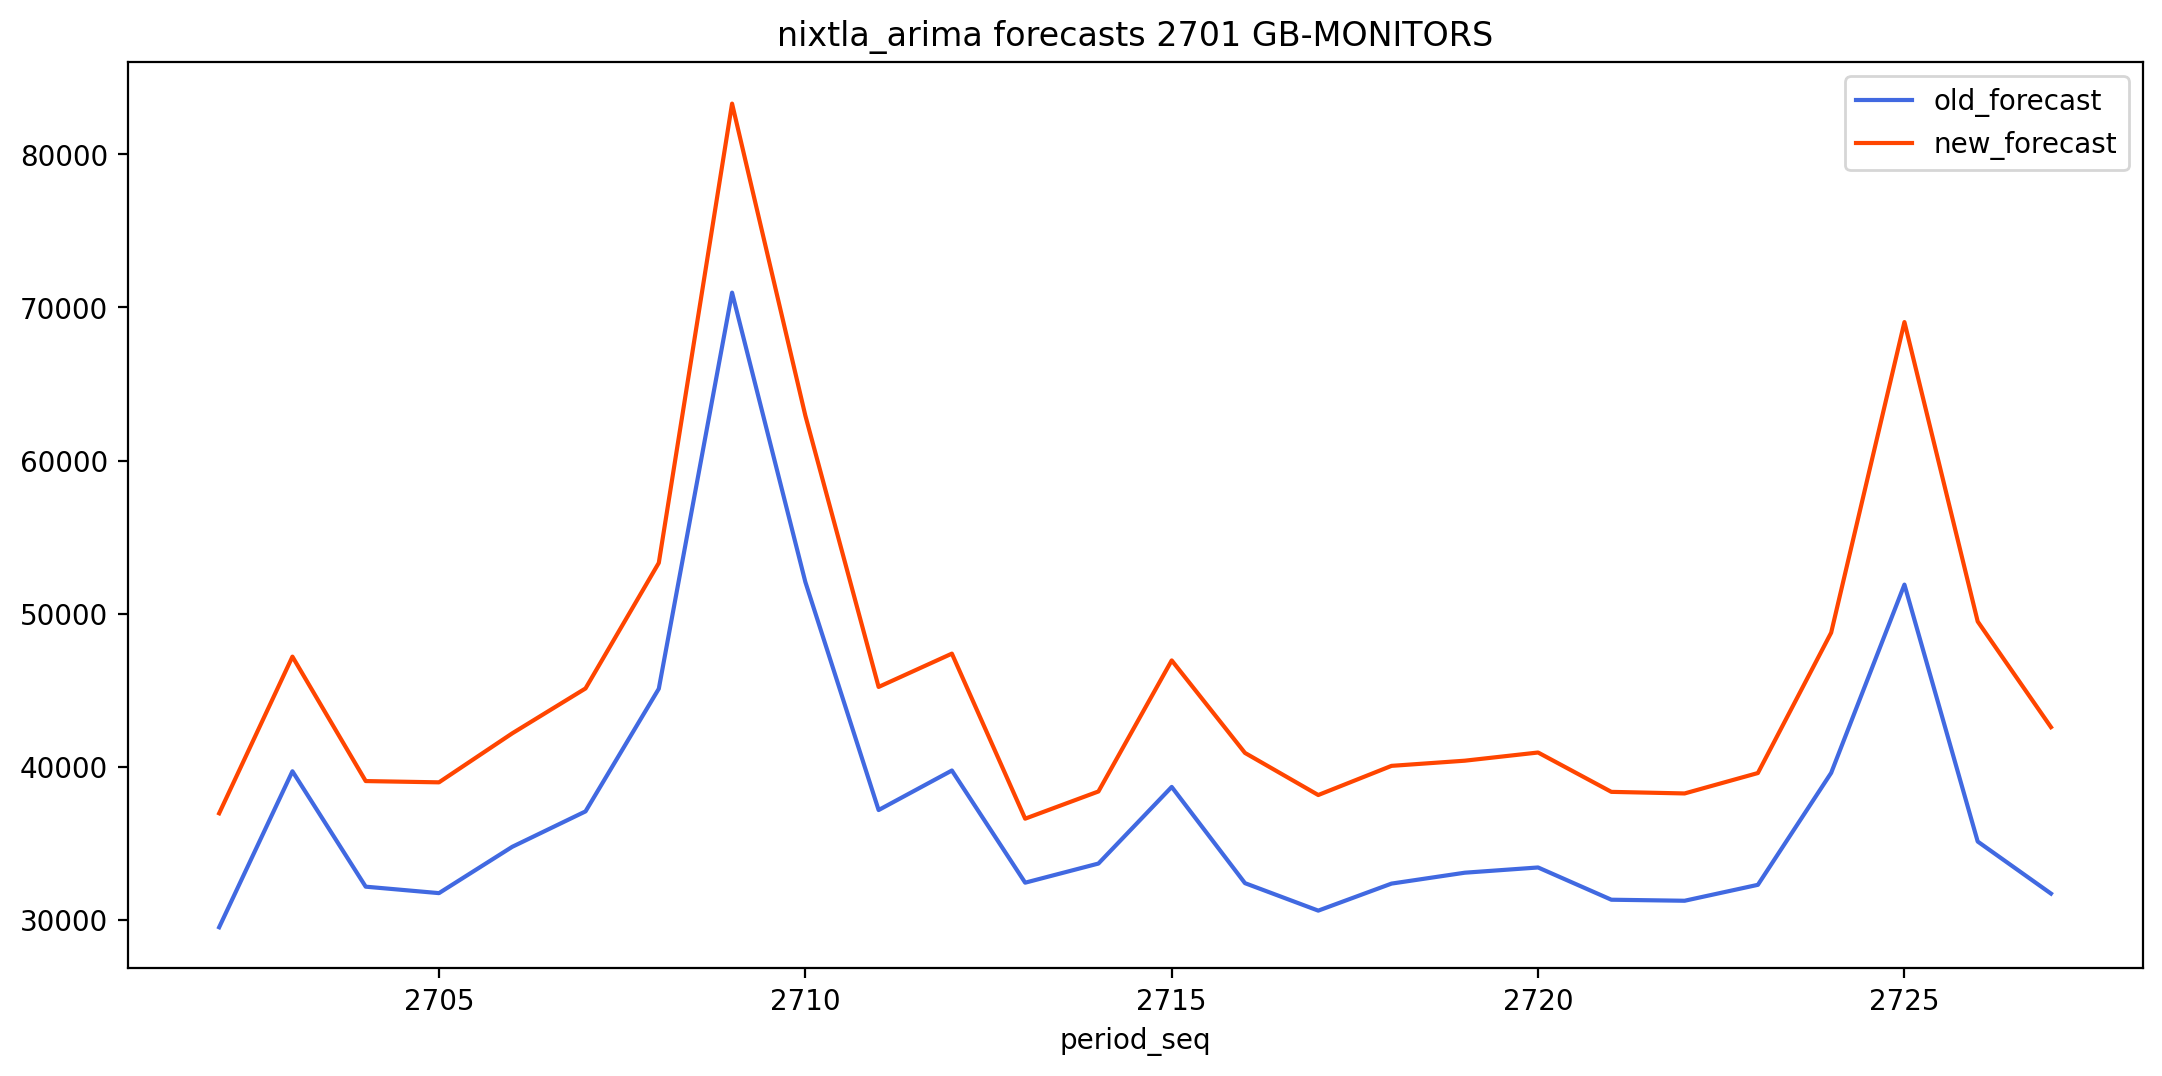 nixtla_arima forecasts 2701 GB-MONITORS
old_forecast
new_forecast
80000
70000
60000
50000
40000
30000
2705 2710 2715 2720 2725
period_seq